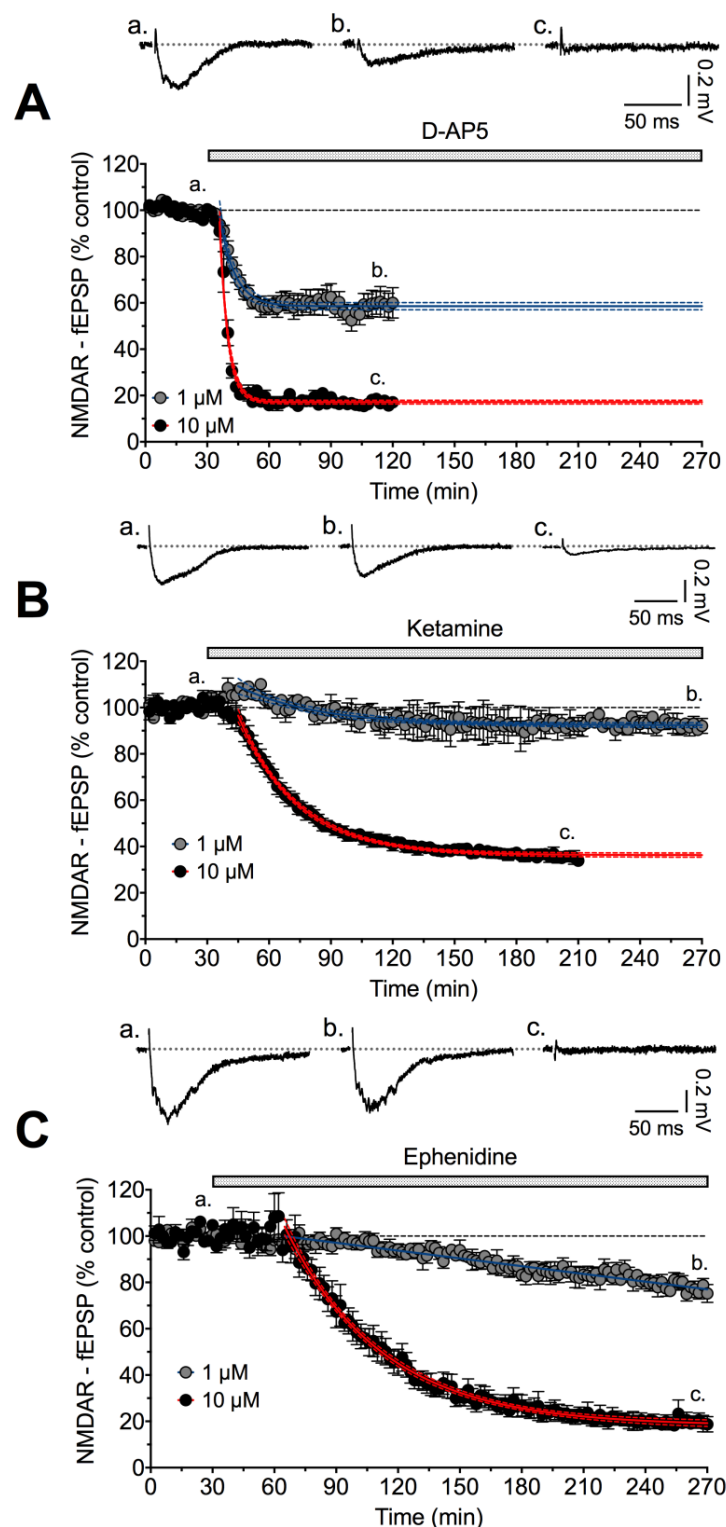 a. b. c.
0.2 mV
50 ms
A
D-AP5
NMDAR - fEPSP (% control)
120
100
80
60
40
20
0
a.
b.
c.
1 µM
10 µM
0 30 60 90 120 150 180 210 240 270
Time (min)
a. b. c.
0.2 mV
50 ms
B
Ketamine
NMDAR - fEPSP (% control)
120
100
80
60
40
20
0
a.
b.
c.
1 µM
10 µM
0 30 60 90 120 150 180 210 240 270
Time (min)
a. b. c.
0.2 mV
50 ms
C
Ephenidine
NMDAR - fEPSP (% control)
120
100
80
60
40
20
0
a.
b.
c.
1 µM
10 µM
0 30 60 90 120 150 180 210 240 270
Time (min)